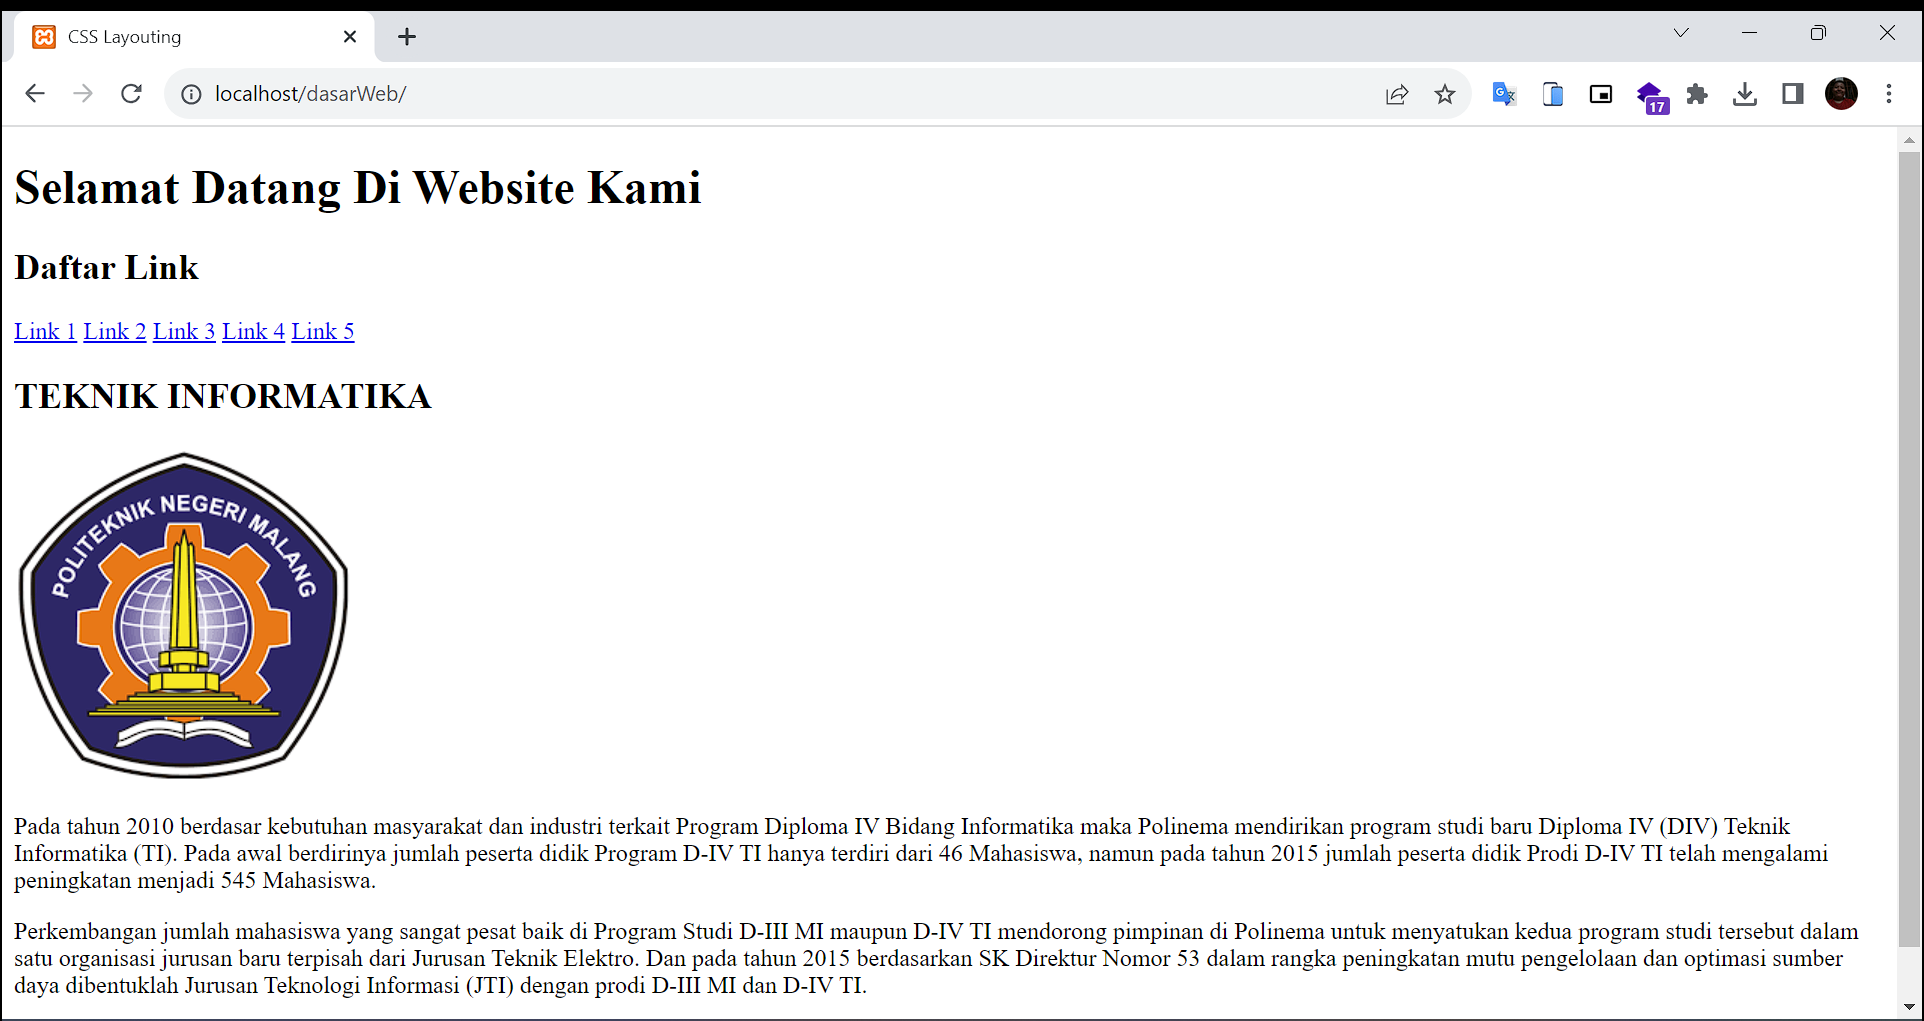 CSS Layouting
localhost/dasarWeb/
17
Selamat Datang Di Website Kami
Daftar Link
Link 1 Link 2 Link 3 Link 4 Link 5
TEKNIK INFORMATIKA
POLITEKNIK NEGERI MALANG
Pada tahun 2010 berdasar kebutuhan masyarakat dan industri terkait Program Diploma IV Bidang Informatika maka Polinema mendirikan program studi baru Diploma IV (DIV) Teknik
Informatika (TI). Pada awal berdirinya jumlah peserta didik Program D-IV TI hanya terdiri dari 46 Mahasiswa, namun pada tahun 2015 jumlah peserta didik Prodi D-IV TI telah mengalami
peningkatan menjadi 545 Mahasiswa.
Perkembangan jumlah mahasiswa yang sangat pesat baik di Program Studi D-III MI maupun D-IV TI mendorong pimpinan di Polinema untuk menyatukan kedua program studi tersebut dalam
satu organisasi jurusan baru terpisah dari Jurusan Teknik Elektro. Dan pada tahun 2015 berdasarkan SK Direktur Nomor 53 dalam rangka peningkatan mutu pengelolaan dan optimasi sumber
daya dibentuklah Jurusan Teknologi Informasi (JTI) dengan prodi D-III MI dan D-IV TI.